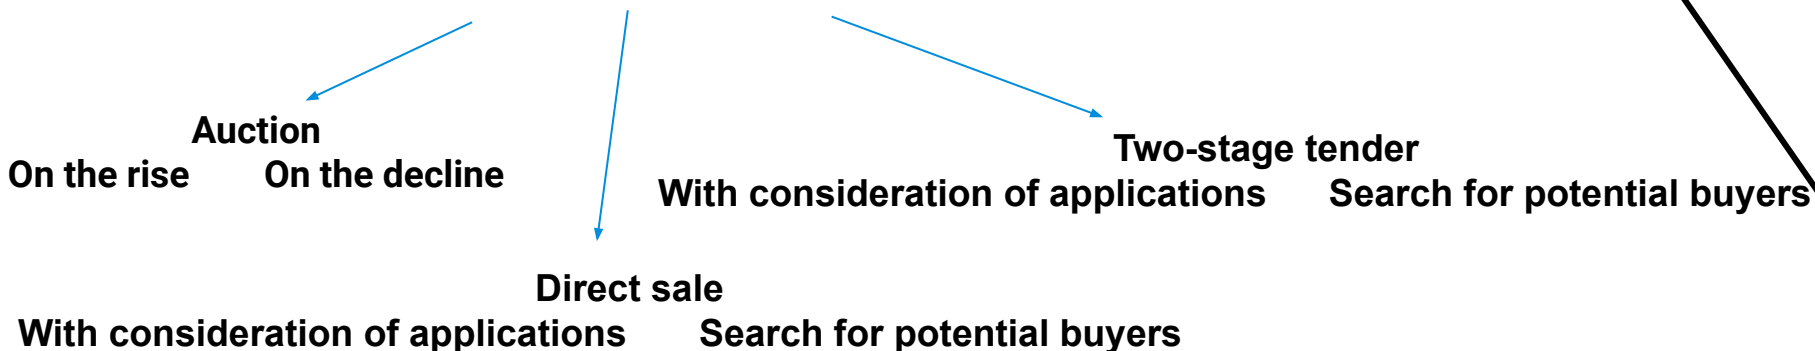 Auction
On the rise On the decline
Two-stage tender
With consideration of applications Search for potential buyers
Direct sale
With consideration of applications Search for potential buyers